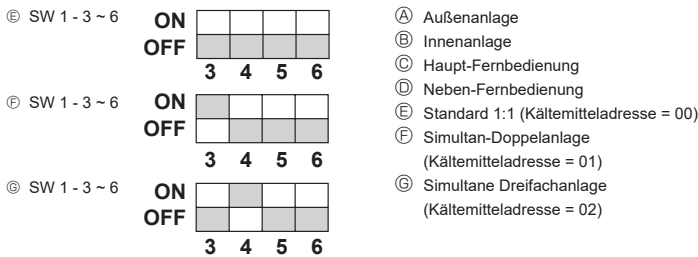 Ⓔ SW 1 - 3 ~ 6
ON
OFF
3 4 5 6
Ⓕ SW 1 - 3 ~ 6
ON
OFF
3 4 5 6
Ⓖ SW 1 - 3 ~ 6
ON
OFF
3 4 5 6
Ⓐ Außenanlage
Ⓑ Innenanlage
Ⓒ Haupt-Fernbedienung
Ⓓ Neben-Fernbedienung
Ⓔ Standard 1:1 (Kältemitteladresse = 00)
Ⓕ Simultan-Doppelanlage
(Kältemitteladresse = 01)
Ⓖ Simultane Dreifachanlage
(Kältemitteladresse = 02)